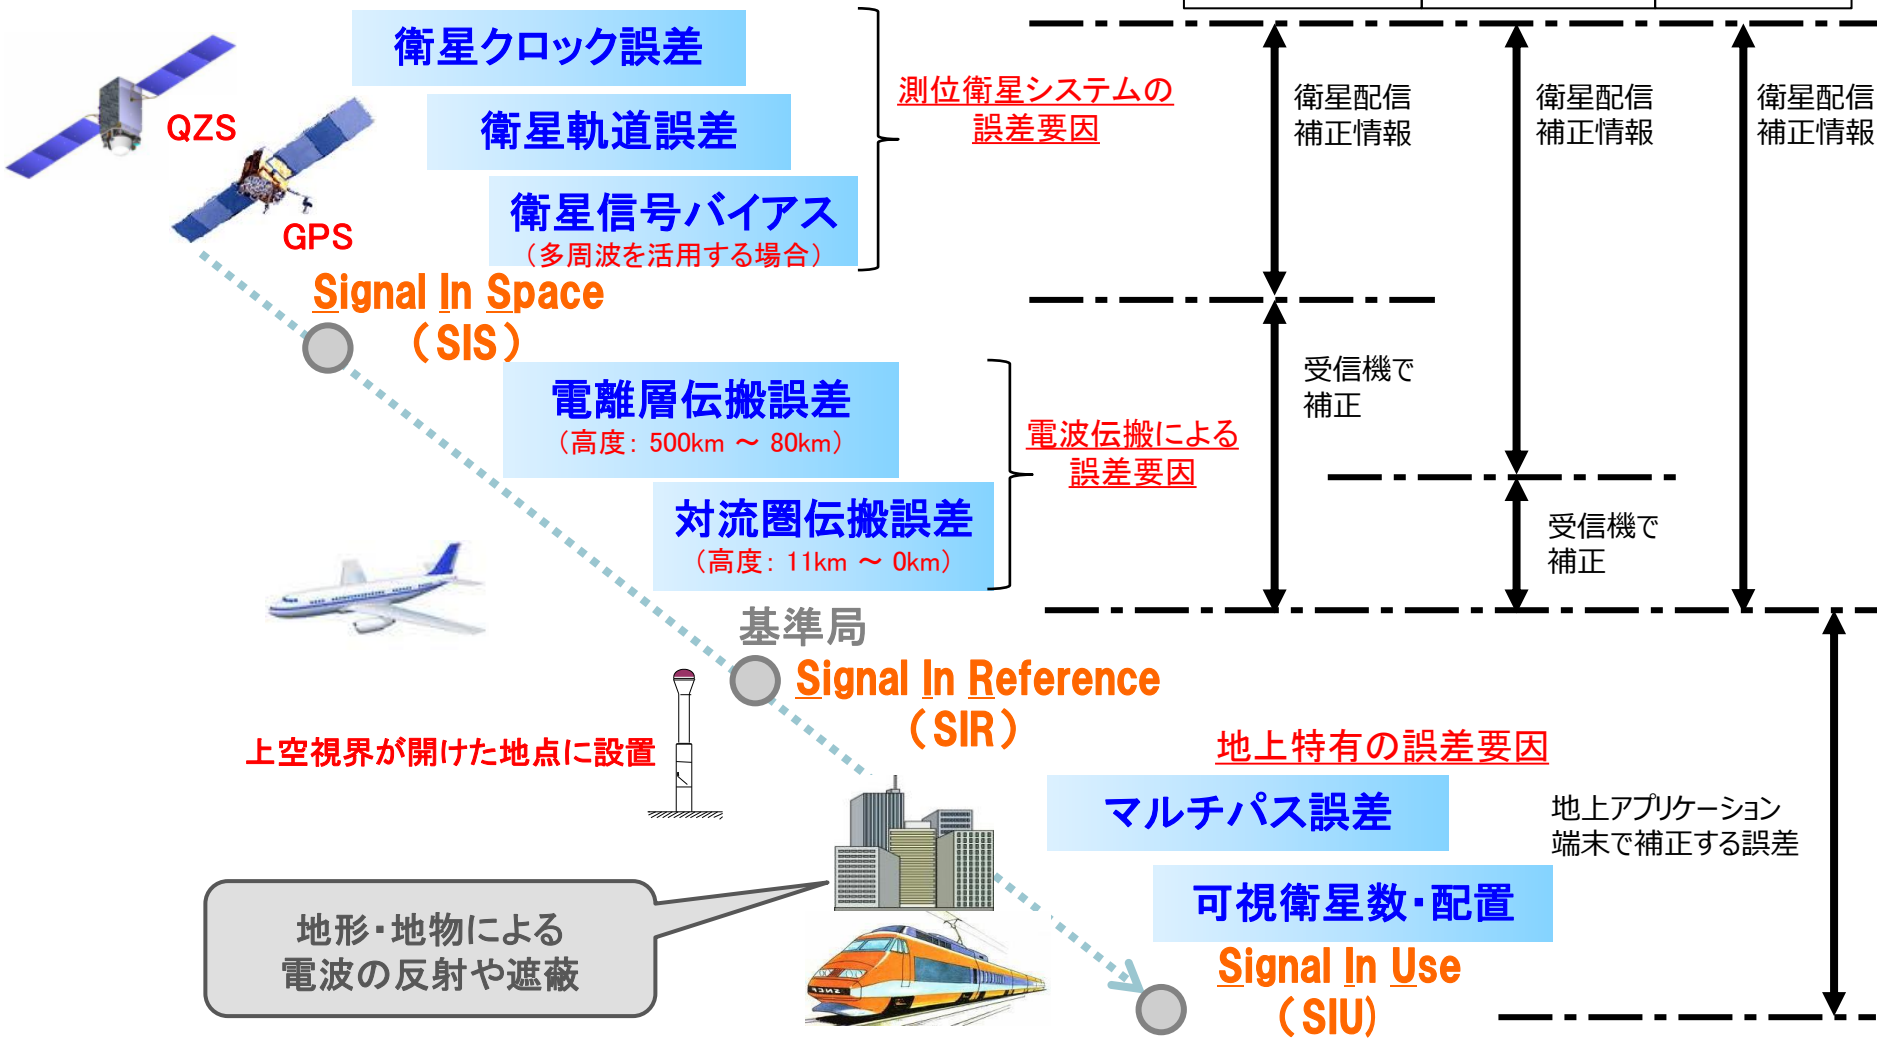 衛星クロック誤差
衛星軌道誤差
衛星信号バイアス
（多周波を活用する場合）
測位衛星システムの
誤差要因
QZS
GPS
Signal In Space
（SIS）
電離層伝搬誤差
（高度： 500km ～ 80km）
対流圏伝搬誤差
（高度： 11km ～ 0km）
電波伝搬による
誤差要因
衛星配信
補正情報
衛星配信
補正情報
衛星配信
補正情報
受信機で
補正
受信機で
補正
基準局
Signal In Reference
（SIR）
上空視界が開けた地点に設置
地上特有の誤差要因
マルチパス誤差
可視衛星数・配置
地上アプリケーション
端末で補正する誤差
地形・地物による
電波の反射や遮蔽
SNCF
Signal In Use
（SIU）